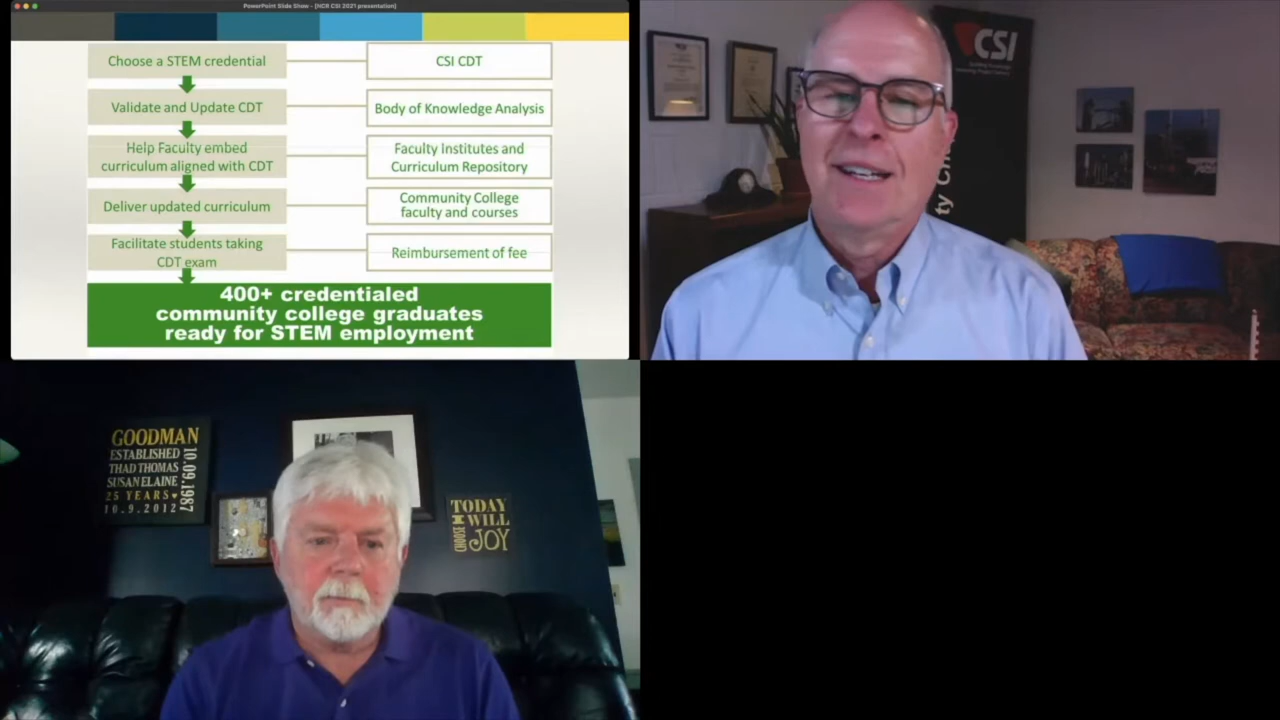 PowerPoint Slide Show - [NCR CSI 2021 presentation]
Choose a STEM credential
CSI CDT
Validate and Update CDT
Body of Knowledge Analysis
Help Faculty embed
curriculum aligned with CDT
Faculty Institutes and
Curriculum Repository
Deliver updated curriculum
Community College
faculty and courses
Facilitate students taking
CDT exam
Reimbursement of fee
400+ credentialed
community college graduates
ready for STEM employment
CSI
ty Ch
GOODMAN
ESTABLISHED
THAD THOMAS
SUSAN ELAINE
25 YEARS
10.9.2012
10.09.1987
TODAY
I WILL
CHOOSE
JOY